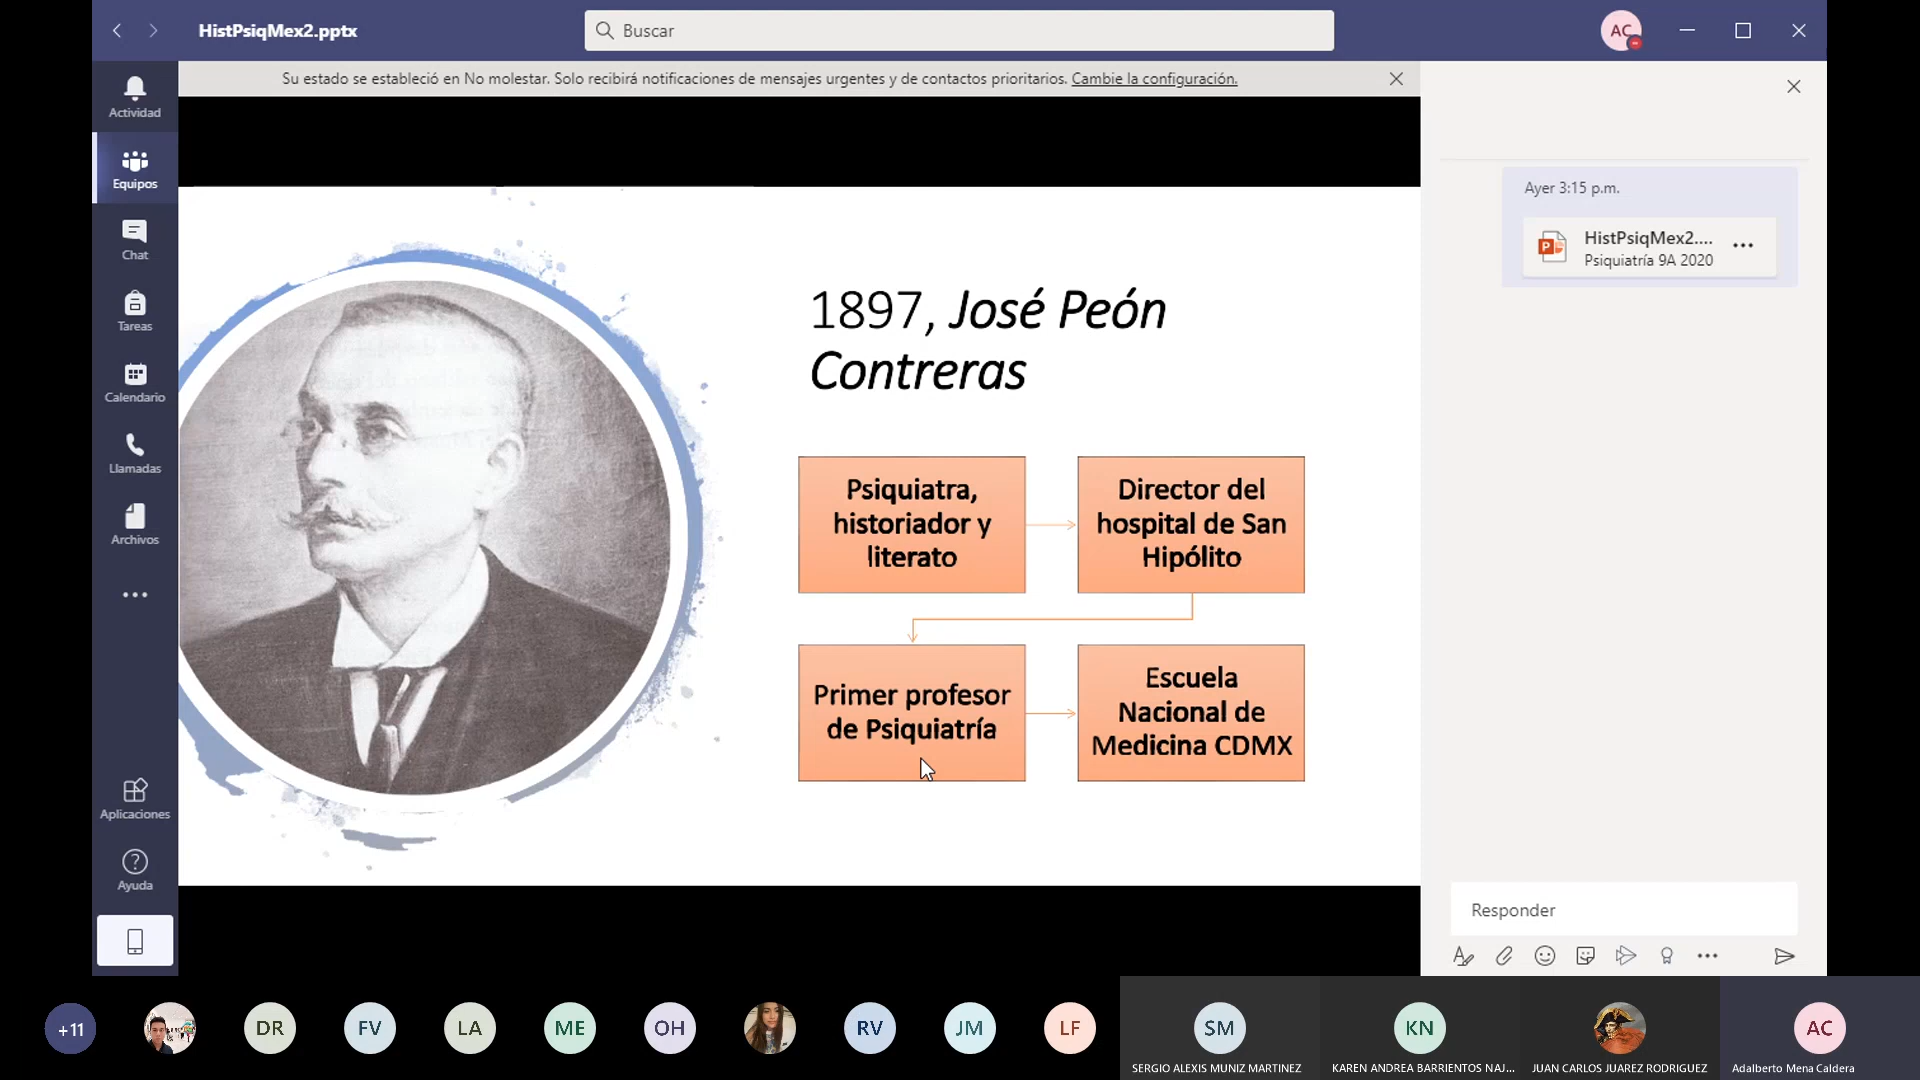 HistPsiqMex2.pptx
Buscar
AC
Su estado se estableció en No molestar. Solo recibirá notificaciones de mensajes urgentes y de contactos prioritarios. Cambie la configuración.
Actividad
Equipos
Chat
Tareas
Calendario
Llamadas
Archivos
Aplicaciones
Ayuda
1897, José Peón
Contreras
Psiquiatra,
historiador y
literato
Director del
hospital de San
Hipólito
Primer profesor
de Psiquiatría
Escuela
Nacional de
Medicina CDMX
Ayer 3:15 p.m.
HistPsiqMex2....
Psiquiatría 9A 2020
Responder
+11
DR
FV
LA
ME
OH
RV
JM
LF
SM
SERGIO ALEXIS MUNIZ MARTINEZ
KN
KAREN ANDREA BARRIENTOS NAJ...
JUAN CARLOS JUAREZ RODRIGUEZ
AC
Adalberto Mena Caldera